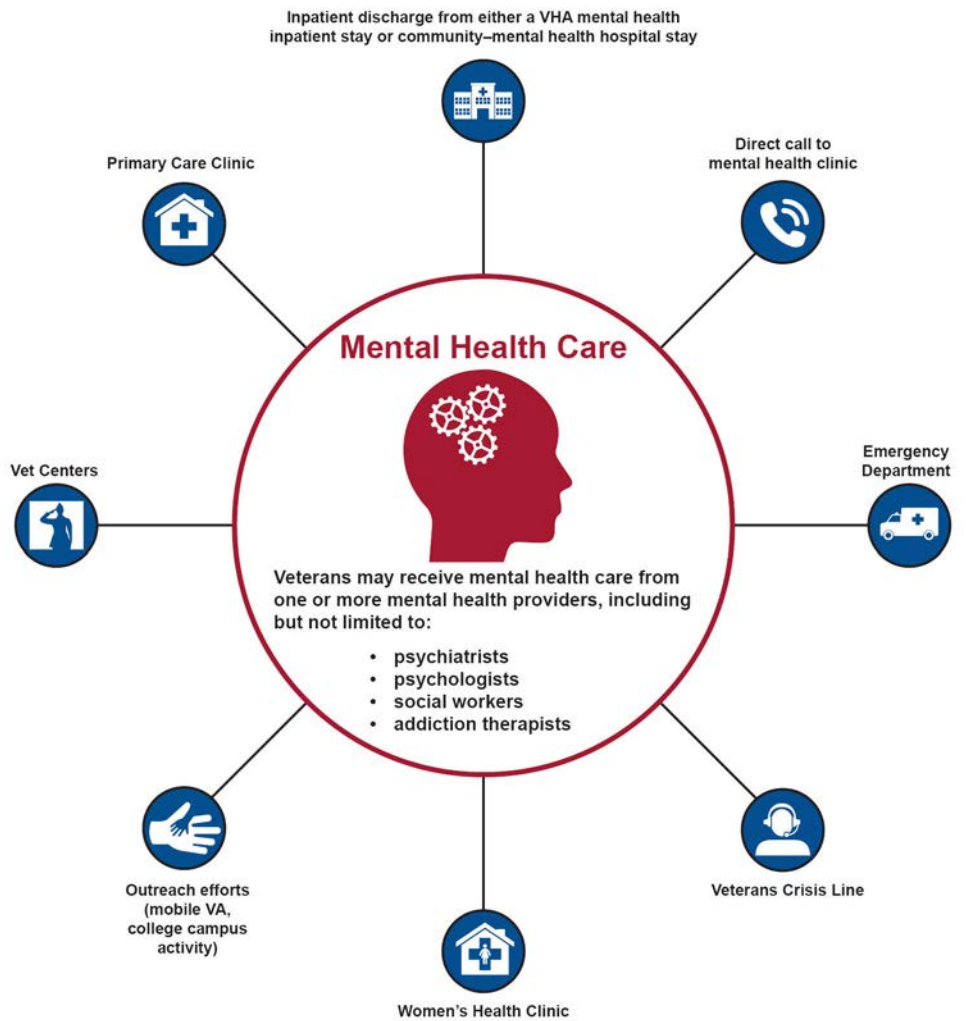 Inpatient discharge from either a VHA mental health
inpatient stay or community–mental health hospital stay
Direct call to
mental health clinic
Primary Care Clinic
Mental Health Care
Vet Centers
Emergency
Department
Veterans may receive mental health care from
one or more mental health providers, including
but not limited to:
• psychiatrists
• psychologists
• social workers
• addiction therapists
Outreach efforts
(mobile VA,
college campus
activity)
Veterans Crisis Line
Women’s Health Clinic